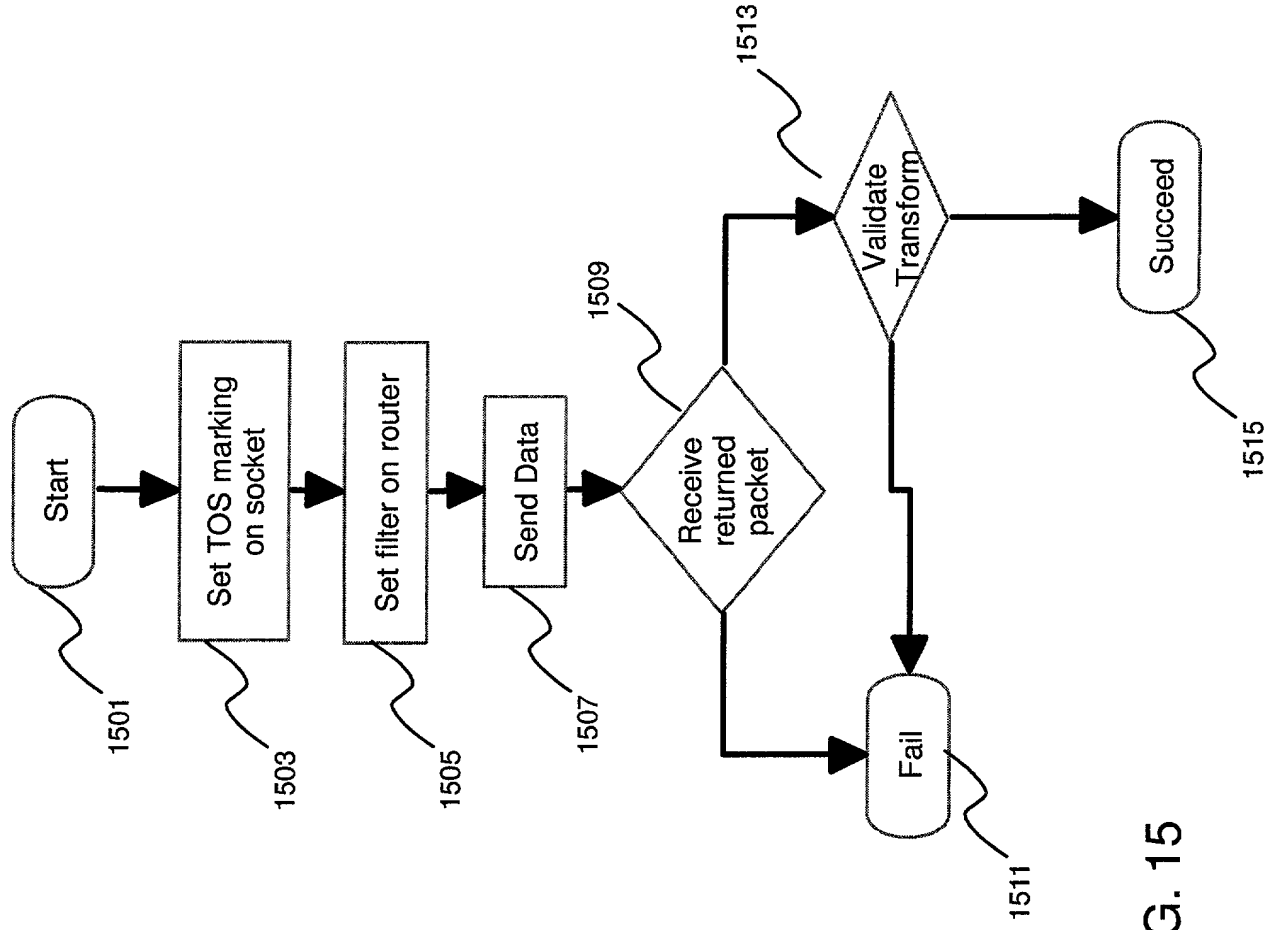 Start
1501
Set TOS marking
on socket
1503
Set filter on router
1505
Send Data
1507
Receive
returned
packet
1509
Fail
1511
Validate
Transform
1513
Succeed
1515
G. 15